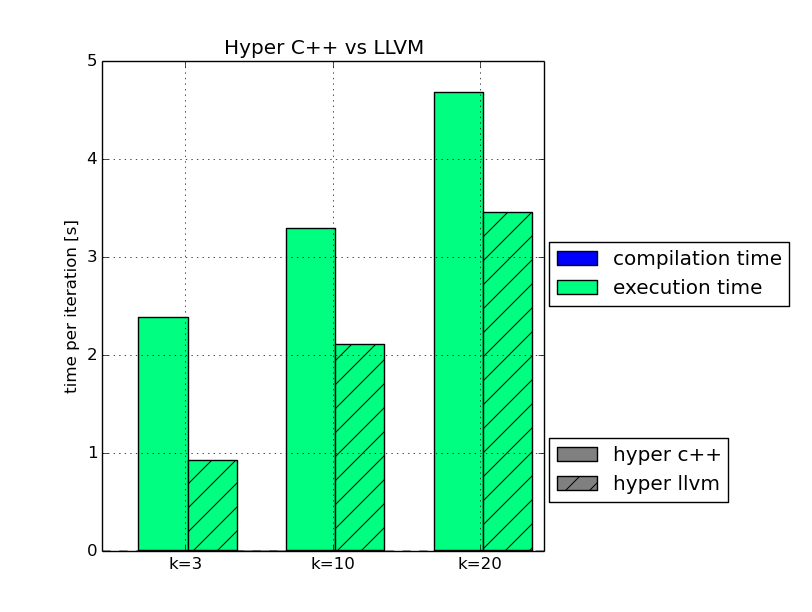 Hyper C++ vs LLVM
time per iteration [s]
5
4
3
2
1
0
k=3
k=10
k=20
compilation time
execution time
hyper c++
hyper llvm